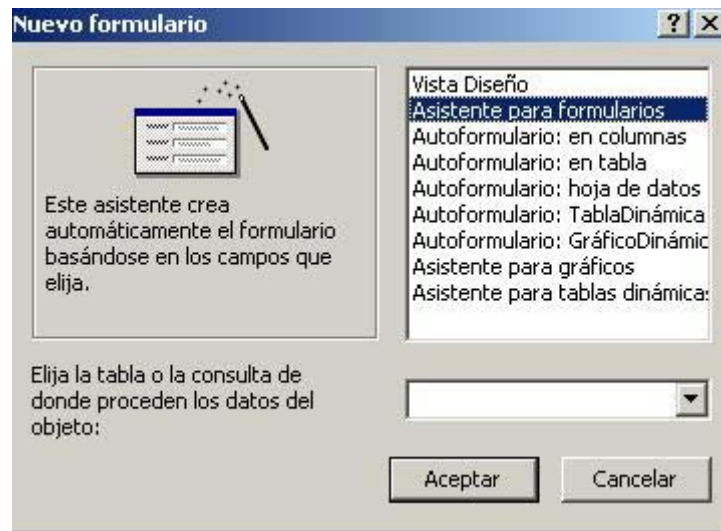 Nuevo formulario
Este asistente crea
automáticamente el formulario
basándose en los campos que
elija.
Vista Diseño
Asistente para formularios
Autoformulario: en columnas
Autoformulario: en tabla
Autoformulario: hoja de datos
Autoformulario: TablaDinámica
Autoformulario: GráficoDinámic
Asistente para gráficos
Asistente para tablas dinámicas
Elija la tabla o la consulta de
donde proceden los datos del
objeto:
Aceptar
Cancelar